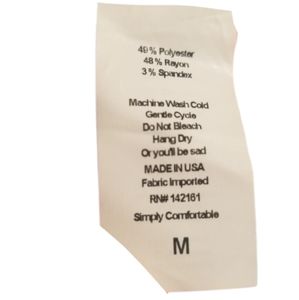 49% Polyester
48% Rayon
3% Spandex
Machine Wash Cold
Gentle Cycle
Do Not Bleach
Hang Dry
Or you'll be sad
MADE IN USA
Fabric Imported
RN# 142161
Simply Comfortable
M